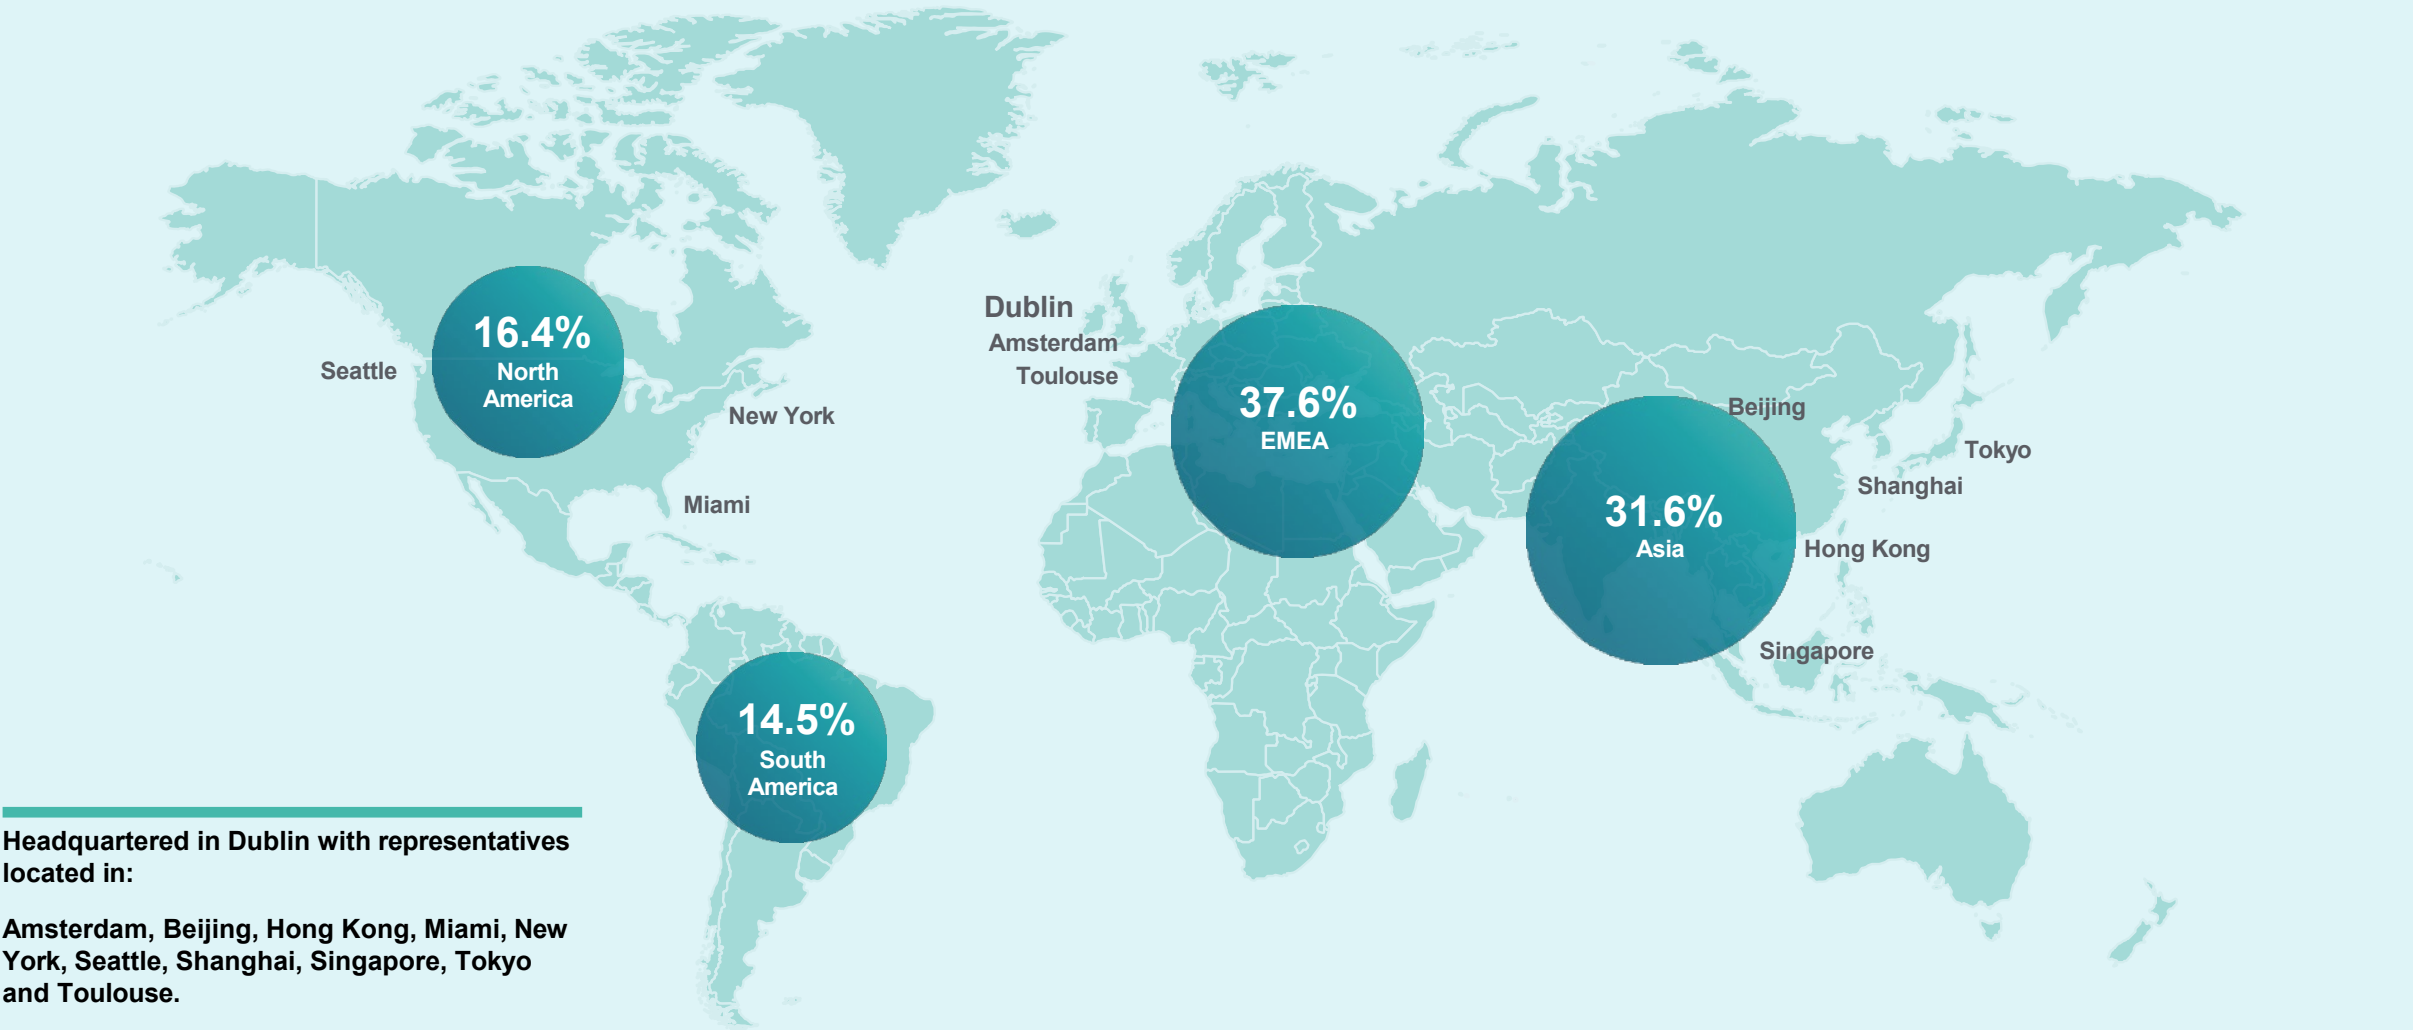 16.4%
North
America
Seattle
New York
Miami
Dublin
Amsterdam
Toulouse
37.6%
EMEA
31.6%
Asia
Beijing
Tokyo
Shanghai
Hong Kong
Singapore
14.5%
South
America
Headquartered in Dublin with representatives
located in:
Amsterdam, Beijing, Hong Kong, Miami, New
York, Seattle, Shanghai, Singapore, Tokyo
and Toulouse.